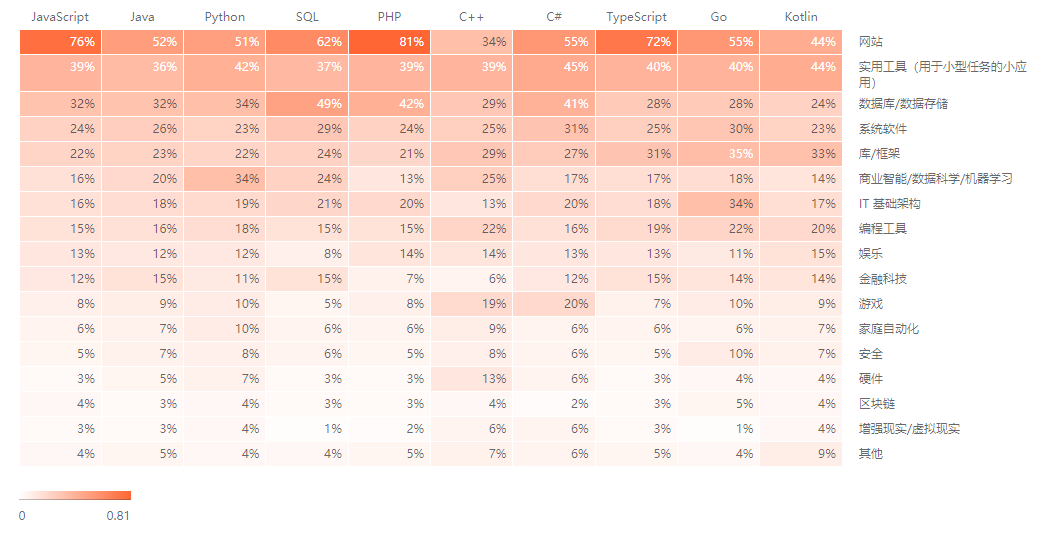 JavaScript Java Python SQL PHP C++ C# TypeScript Go Kotlin
76% 52% 51% 62% 81% 34% 55% 72% 55% 44% 网站
39% 36% 42% 37% 39% 39% 45% 40% 40% 44% 实用工具（用于小型任务的小应
用）
32% 32% 34% 49% 42% 29% 41% 28% 28% 24% 数据库/数据存储
24% 26% 23% 29% 24% 25% 31% 25% 30% 23% 系统软件
22% 23% 22% 24% 21% 29% 27% 31% 35% 33% 库/框架
16% 20% 34% 24% 13% 25% 17% 17% 18% 14% 商业智能/数据科学/机器学习
16% 18% 19% 21% 20% 13% 20% 18% 34% 17% IT 基础架构
15% 16% 18% 15% 15% 22% 16% 19% 22% 20% 编程工具
13% 12% 12% 8% 14% 14% 13% 13% 11% 15% 娱乐
12% 15% 11% 15% 7% 6% 12% 15% 14% 14% 金融科技
8% 9% 10% 5% 8% 19% 20% 7% 10% 9% 游戏
6% 7% 10% 6% 6% 9% 6% 6% 6% 7% 家庭自动化
5% 7% 8% 6% 5% 8% 6% 5% 10% 7% 安全
3% 5% 7% 3% 3% 13% 6% 3% 4% 4% 硬件
4% 3% 4% 3% 3% 4% 2% 3% 5% 4% 区块链
3% 3% 4% 1% 2% 6% 6% 3% 1% 4% 增强现实/虚拟现实
4% 5% 4% 4% 5% 7% 6% 5% 4% 9% 其他
0 0.81